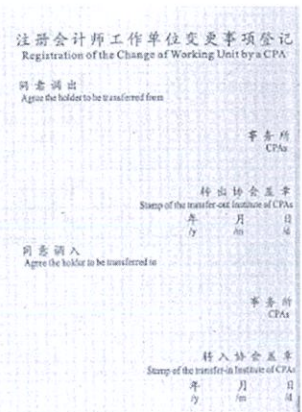 注册会计师工作单位变更事项登记
Registration of the Change of Working Unit by a CPA
同意调出
Agree the holder to be transferred from
事务所
CPAs
转出协会盖章
Stamp of the transfer-out Institute of CPAs
年 月 日
/y /m /d
同意调入
Agree the holder to be transferred to
事务所
CPAs
转入协会盖章
Stamp of the transfer-in Institute of CPAs
年 月 日
/y /m /d